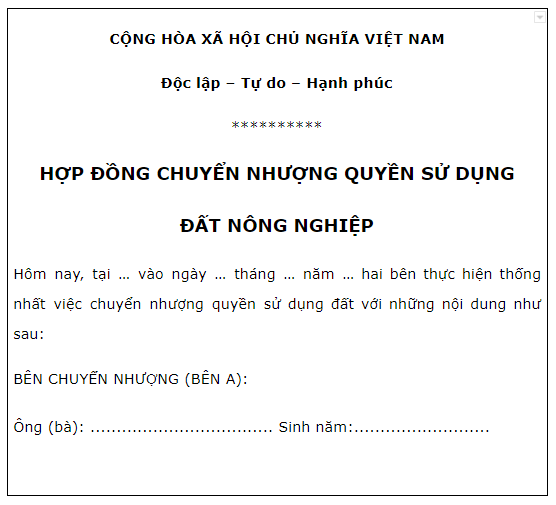 CỘNG HÒA XÃ HỘI CHỦ NGHĨA VIỆT NAM
Độc lập – Tự do – Hạnh phúc
**********
HỢP ĐỒNG CHUYỂN NHƯỢNG QUYỀN SỬ DỤNG
ĐẤT NÔNG NGHIỆP
Hôm nay, tại … vào ngày … tháng … năm … hai bên thực hiện thống
nhất việc chuyển nhượng quyền sử dụng đất với những nội dung như
sau:
BÊN CHUYỂN NHƯỢNG (BÊN A):
Ông (bà): ................................... Sinh năm:..........................